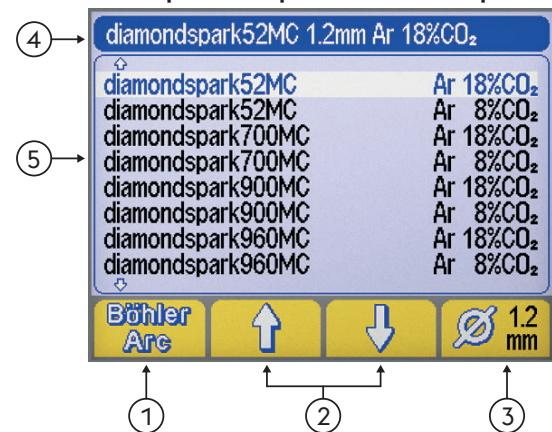 4
diamondspark52MC 1.2mm Ar 18%CO₂
5
diamondspark52MC Ar 18%CO₂
diamondspark52MC Ar 8%CO₂
diamondspark700MC Ar 18%CO₂
diamondspark700MC Ar 8%CO₂
diamondspark900MC Ar 18%CO₂
diamondspark900MC Ar 8%CO₂
diamondspark960MC Ar 18%CO₂
diamondspark960MC Ar 8%CO₂
Böhler
Arc
1.2
mm
1
2
3